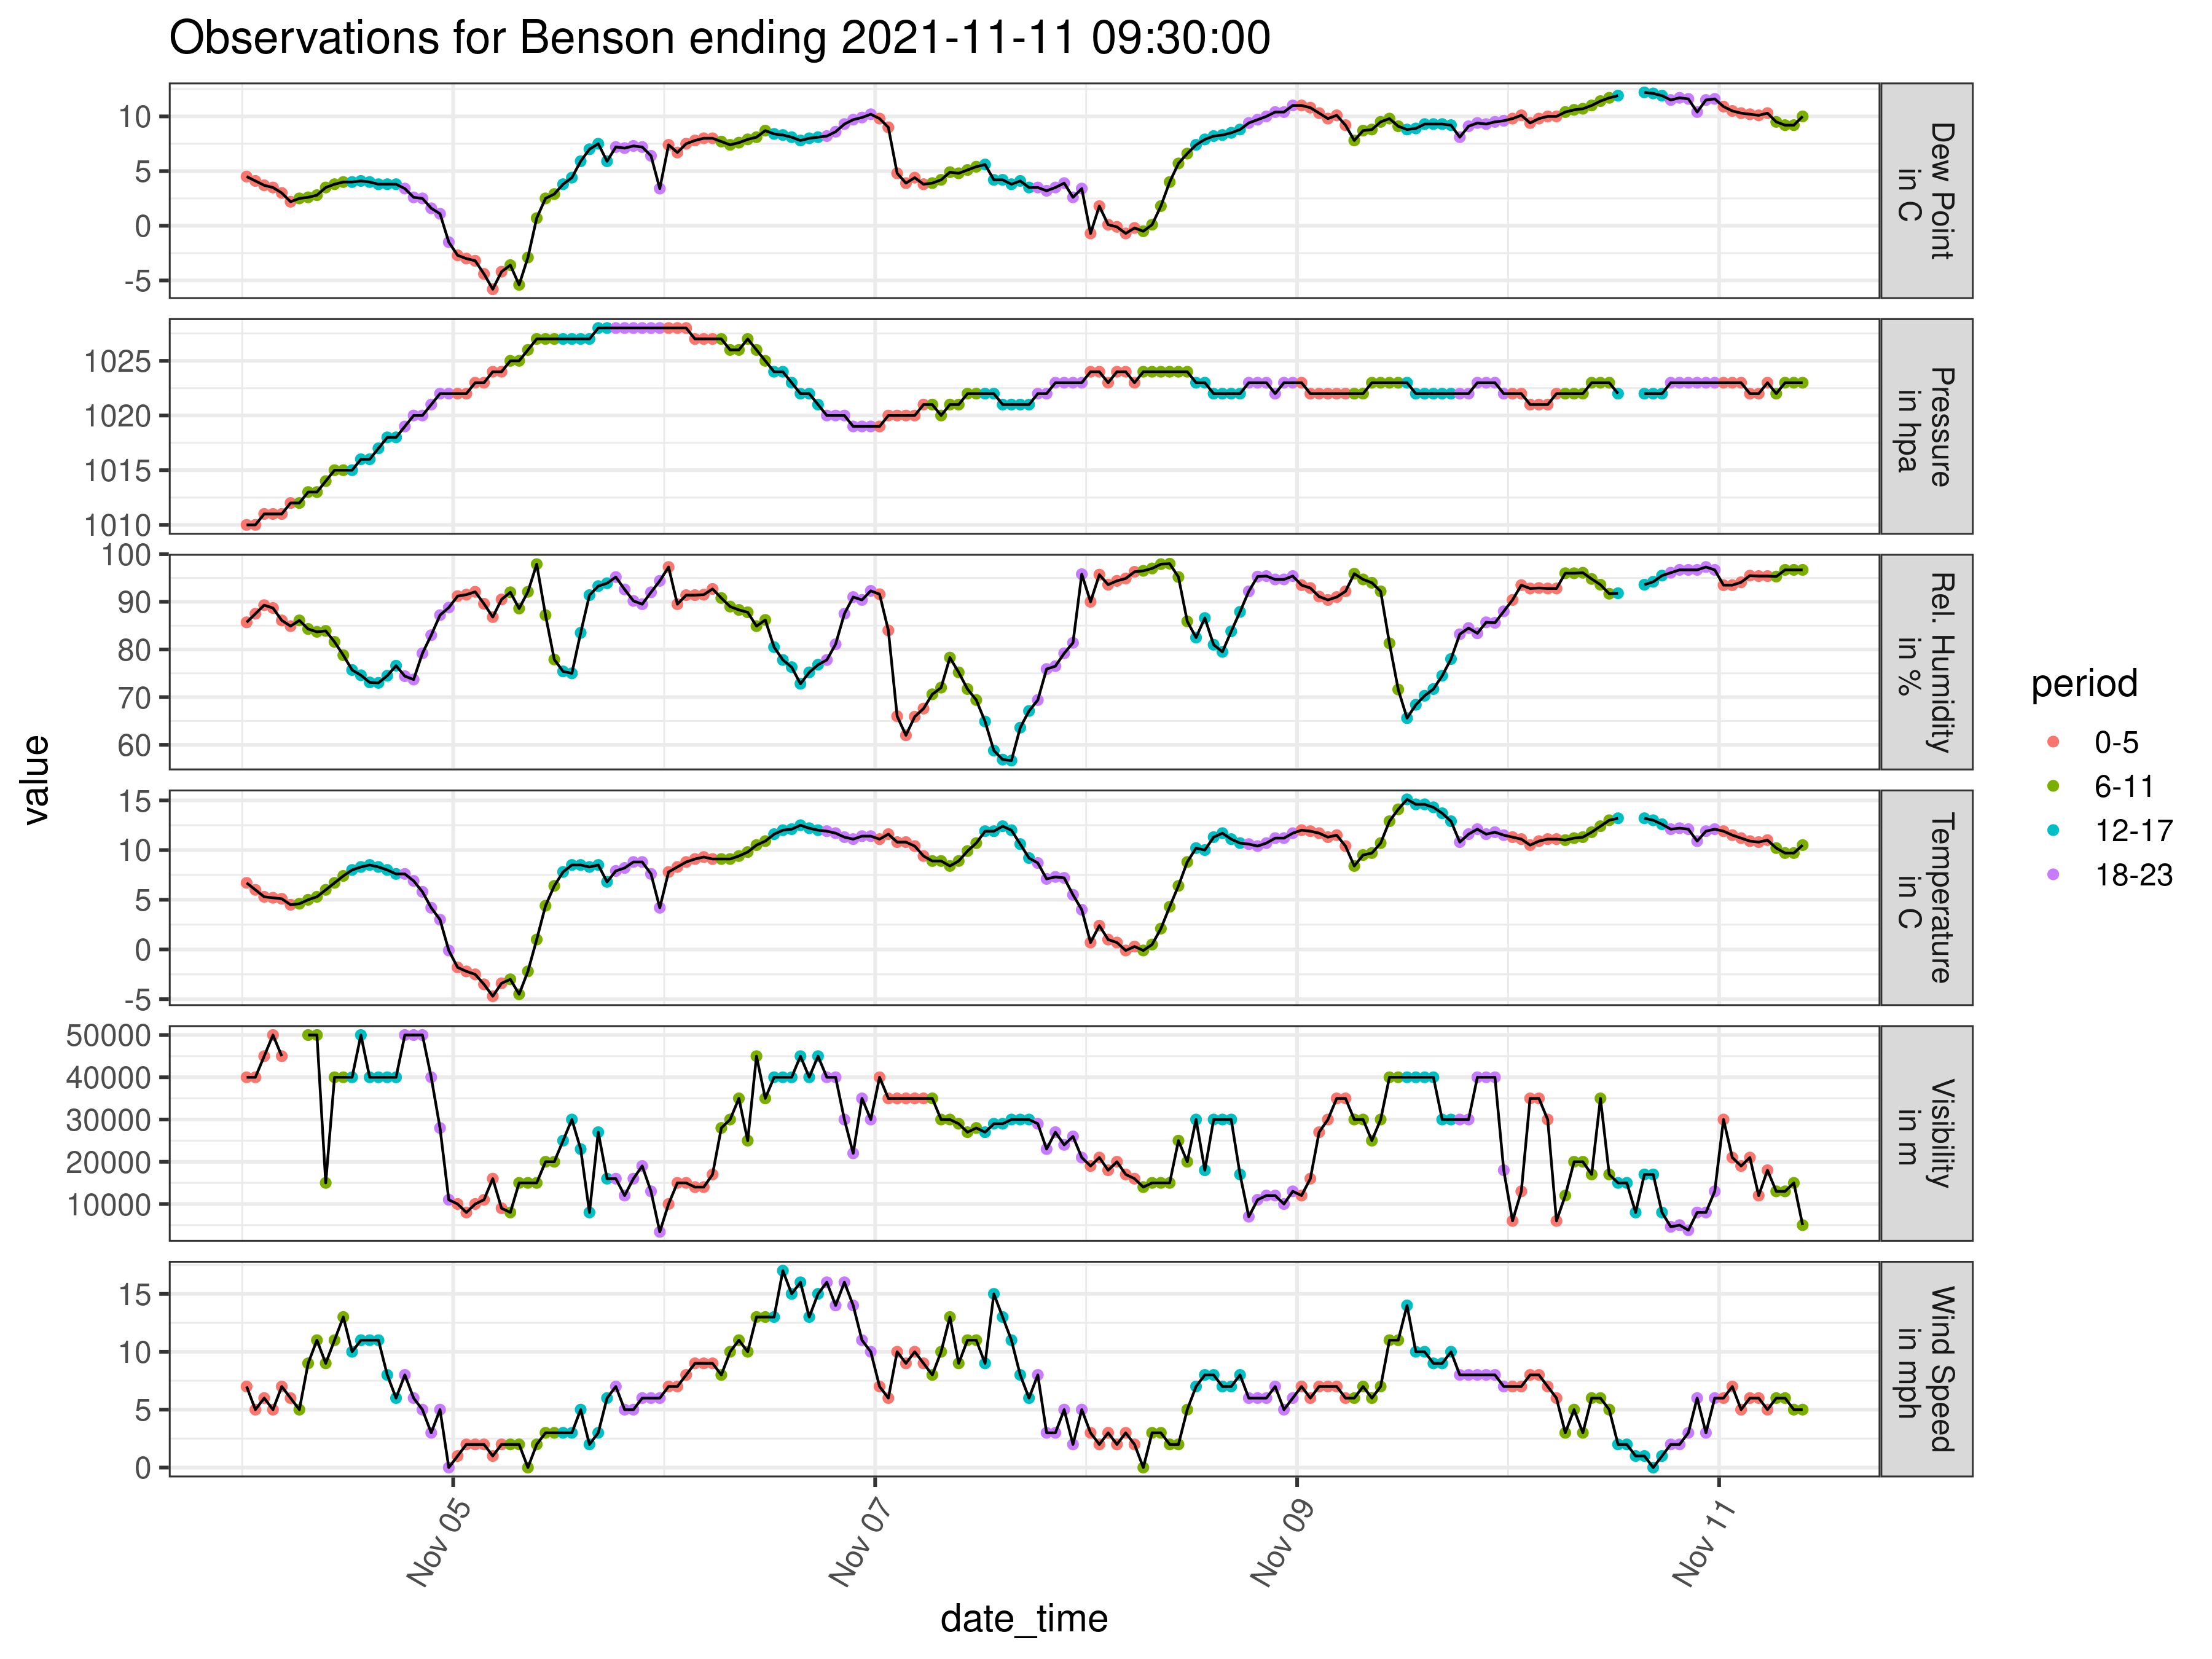 Observations for Benson ending 2021-11-11 09:30:00
value
10
5
0
-5
Dew Point
in C
1025
1020
1015
1010
Pressure
in hpa
100
90
80
70
60
Rel. Humidity
in %
15
10
5
0
-5
Temperature
in C
50000
40000
30000
20000
10000
Visibility
in m
15
10
5
0
Wind Speed
in mph
Nov 05
Nov 07
Nov 09
Nov 11
date_time
period
0-5
6-11
12-17
18-23